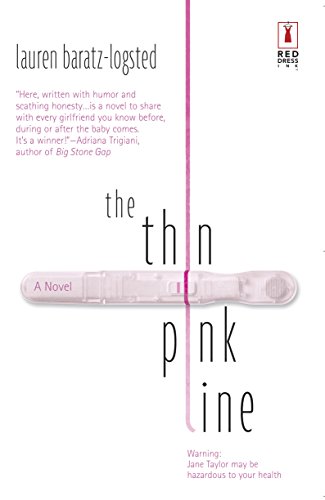 lauren baratz-logsted
RED
DRESS
INK
"Here, written with humor and
scathing honesty...is a novel to share
with every girlfriend you know before,
during or after the baby comes.
It's a winner!"—Adriana Trigiani,
author of Big Stone Gap
the
thin
A Novel
pink
line
Warning:
Jane Taylor may be
hazardous to your health